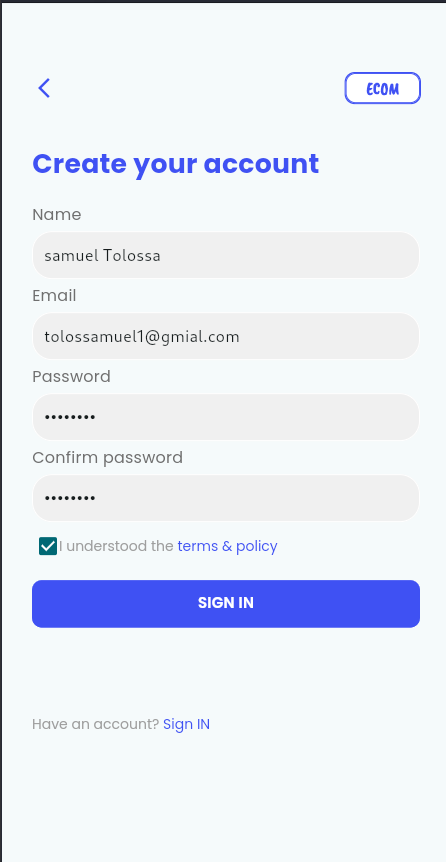 ECOM
Create your account
Name
samuel Tolossa
Email
tolossamuel1@gmial.com
Password
••••••••
Confirm password
••••••••
I understood the terms & policy
SIGN IN
Have an account? Sign IN